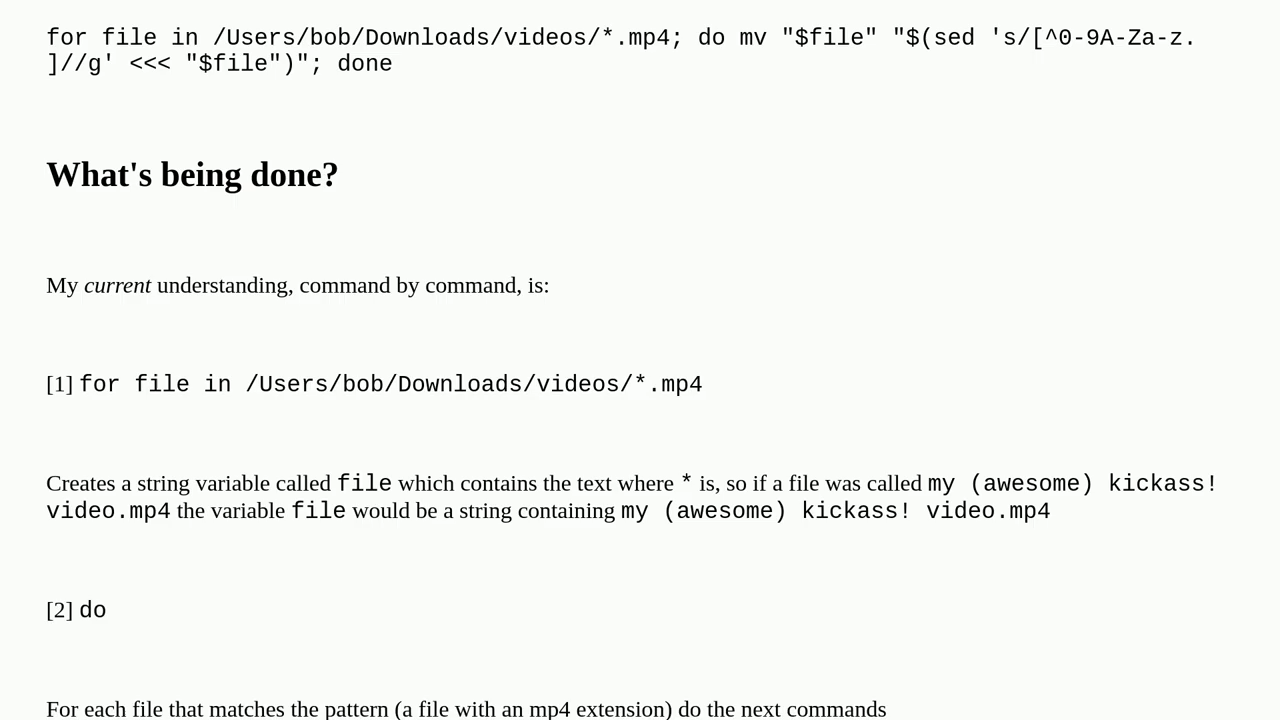 for file in /Users/bob/Downloads/videos/*.mp4; do mv "$file" "$(sed 's/[^0-9A-Za-z.
]//g' <<< "$file")"; done
What's being done?
My current understanding, command by command, is:
[1] for file in /Users/bob/Downloads/videos/*.mp4
Creates a string variable called file which contains the text where * is, so if a file was called my (awesome) kickass!
video.mp4 the variable file would be a string containing my (awesome) kickass! video.mp4
[2] do
For each file that matches the pattern (a file with an mp4 extension) do the next commands